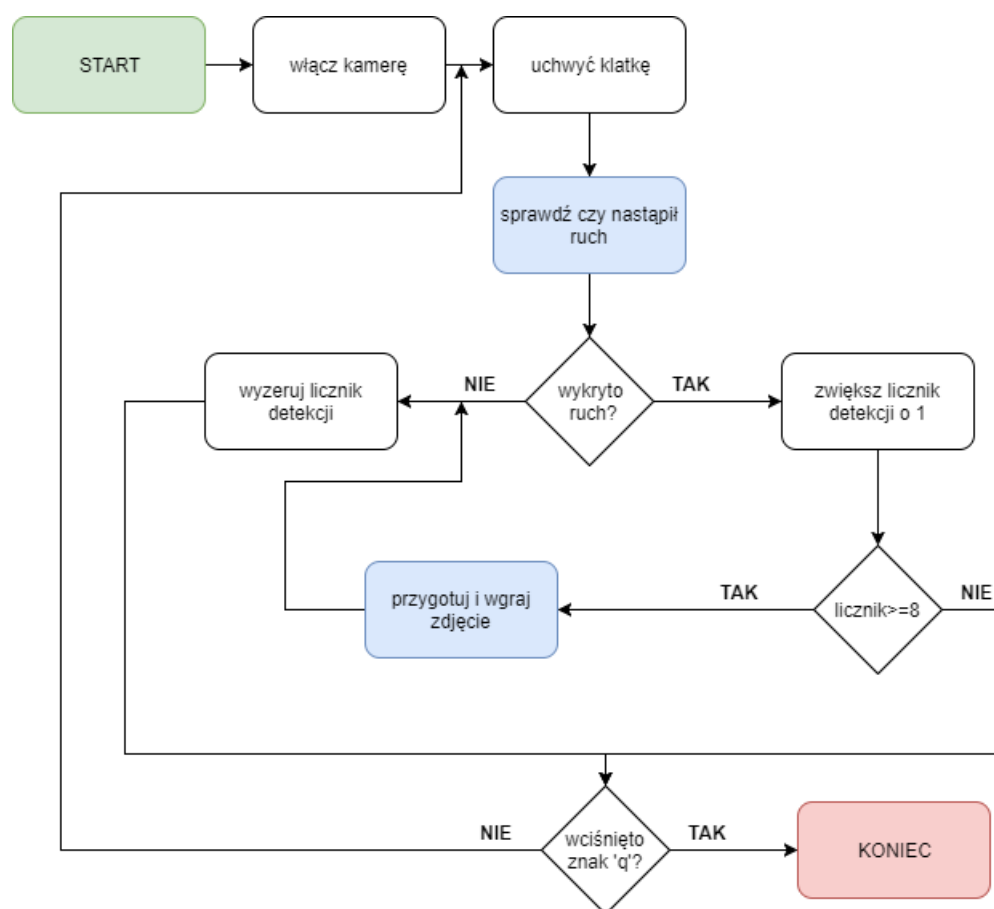 START
włącz kamerę
uchwyć klatkę
sprawdź czy nastąpił
ruch
wyzeruj licznik
detekcji
NIE
wykryto
ruch?
TAK
zwiększ licznik
detekcji o 1
przygotuj i wgraj
zdjęcie
TAK
licznik>=8
NIE
NIE
wciśnięto
znak 'q'?
TAK
KONIEC